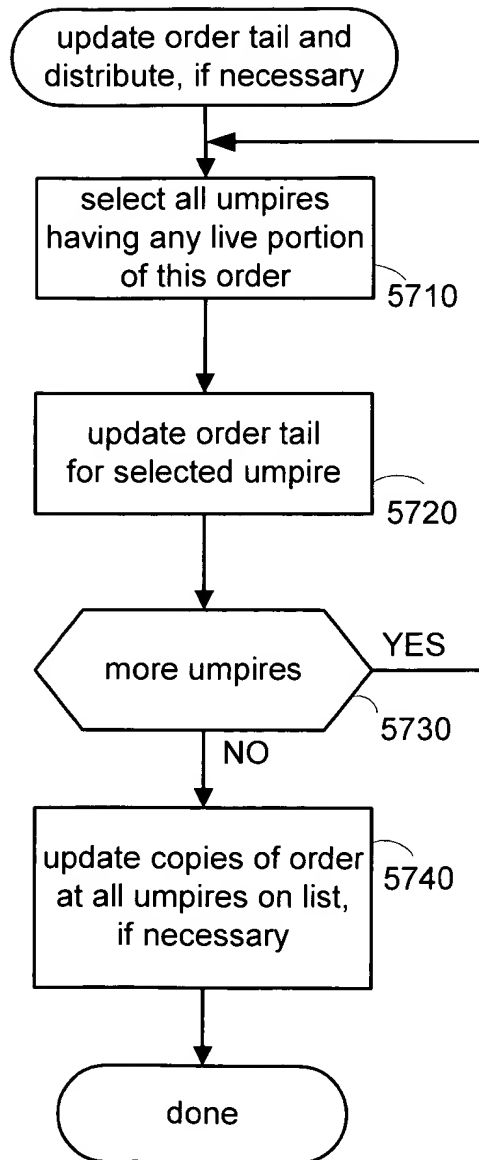 update order tail and
distribute, if necessary
select all umpires
having any live portion
of this order
5710
update order tail
for selected umpire
5720
more umpires
YES
5730
NO
update copies of order
at all umpires on list,
if necessary
5740
done